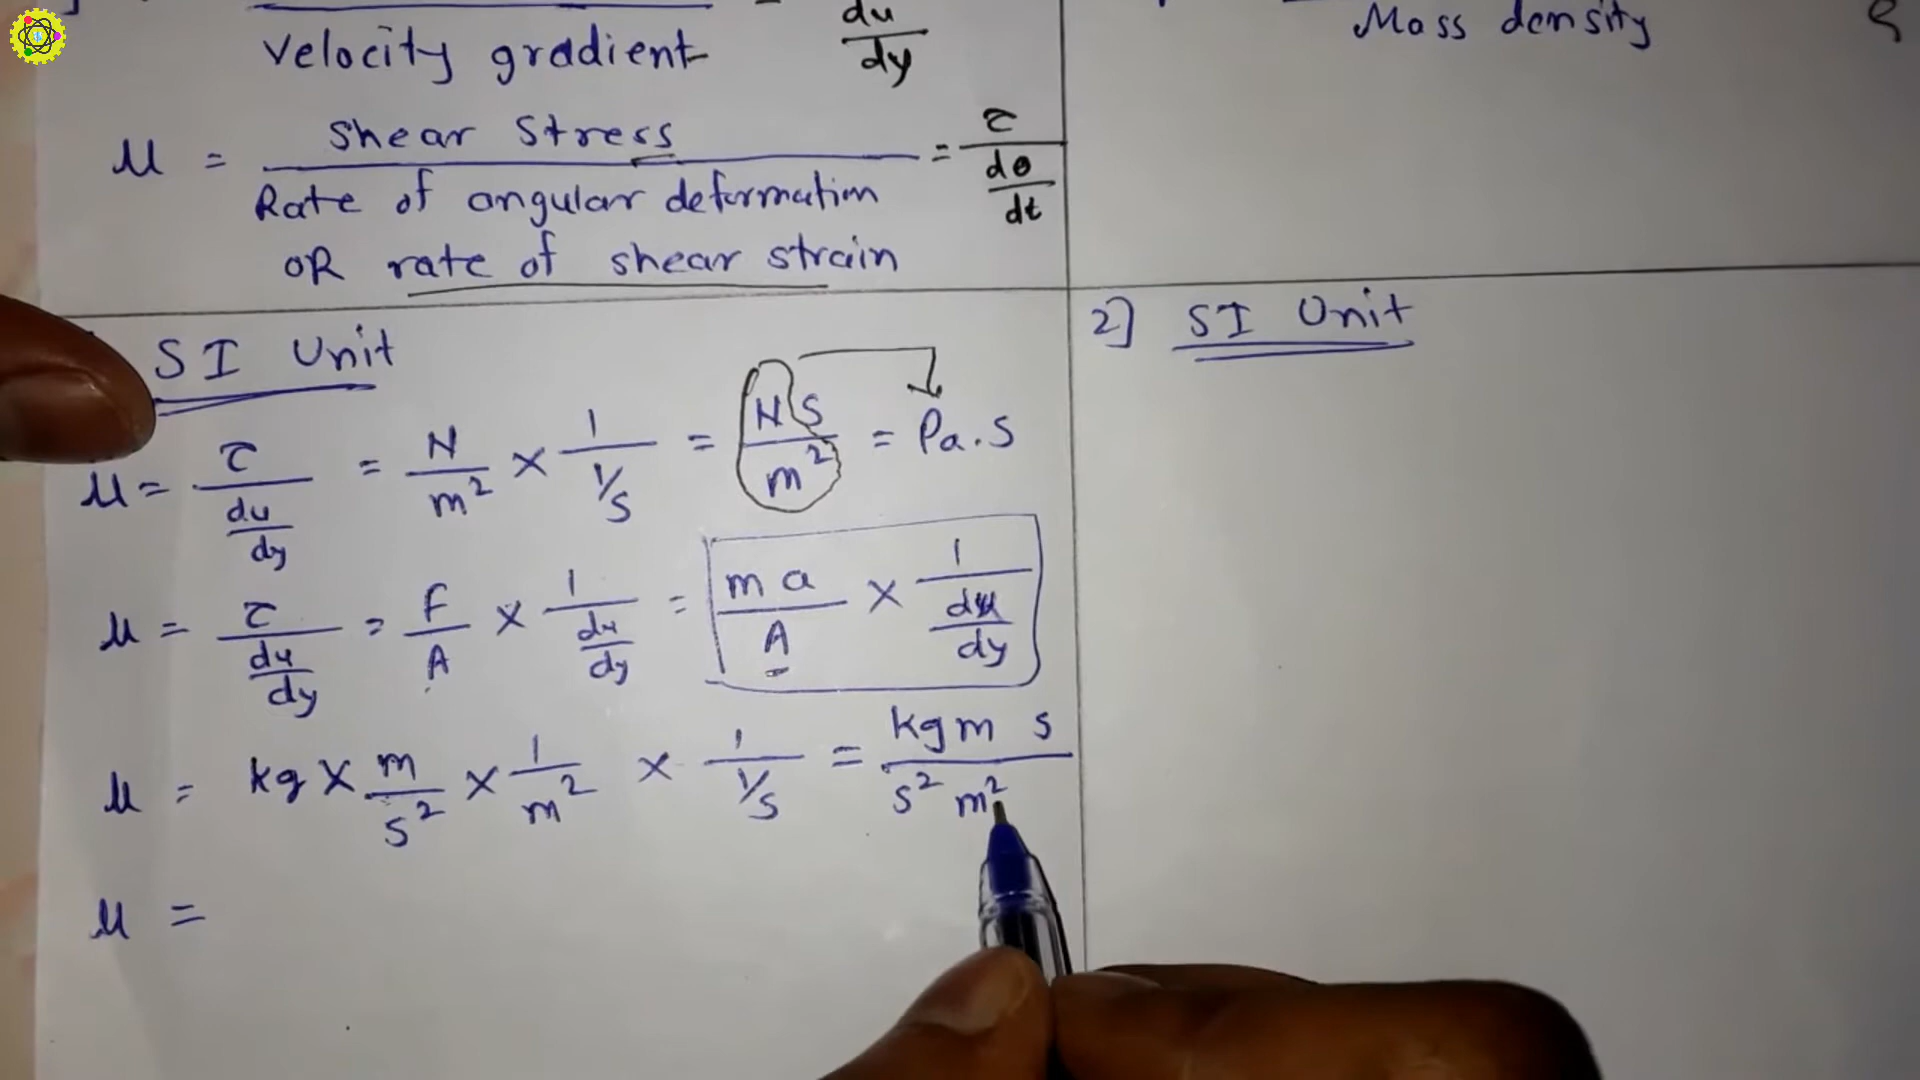 Velocity gradient
du
dy
μ = Shear Stress = τ
Rate of angular deformation dθ
OR rate of shear strain dt
SI Unit
μ = τ = N × 1 = NS = Pa.S
du m² 1/s m²
dy
μ = τ = F × 1 = ma × 1
du A du A du
dy dy dy
μ = kg × m × 1 × 1 = kg m s
s² m² 1/s s² m²
μ =
Mass density
2] SI Unit